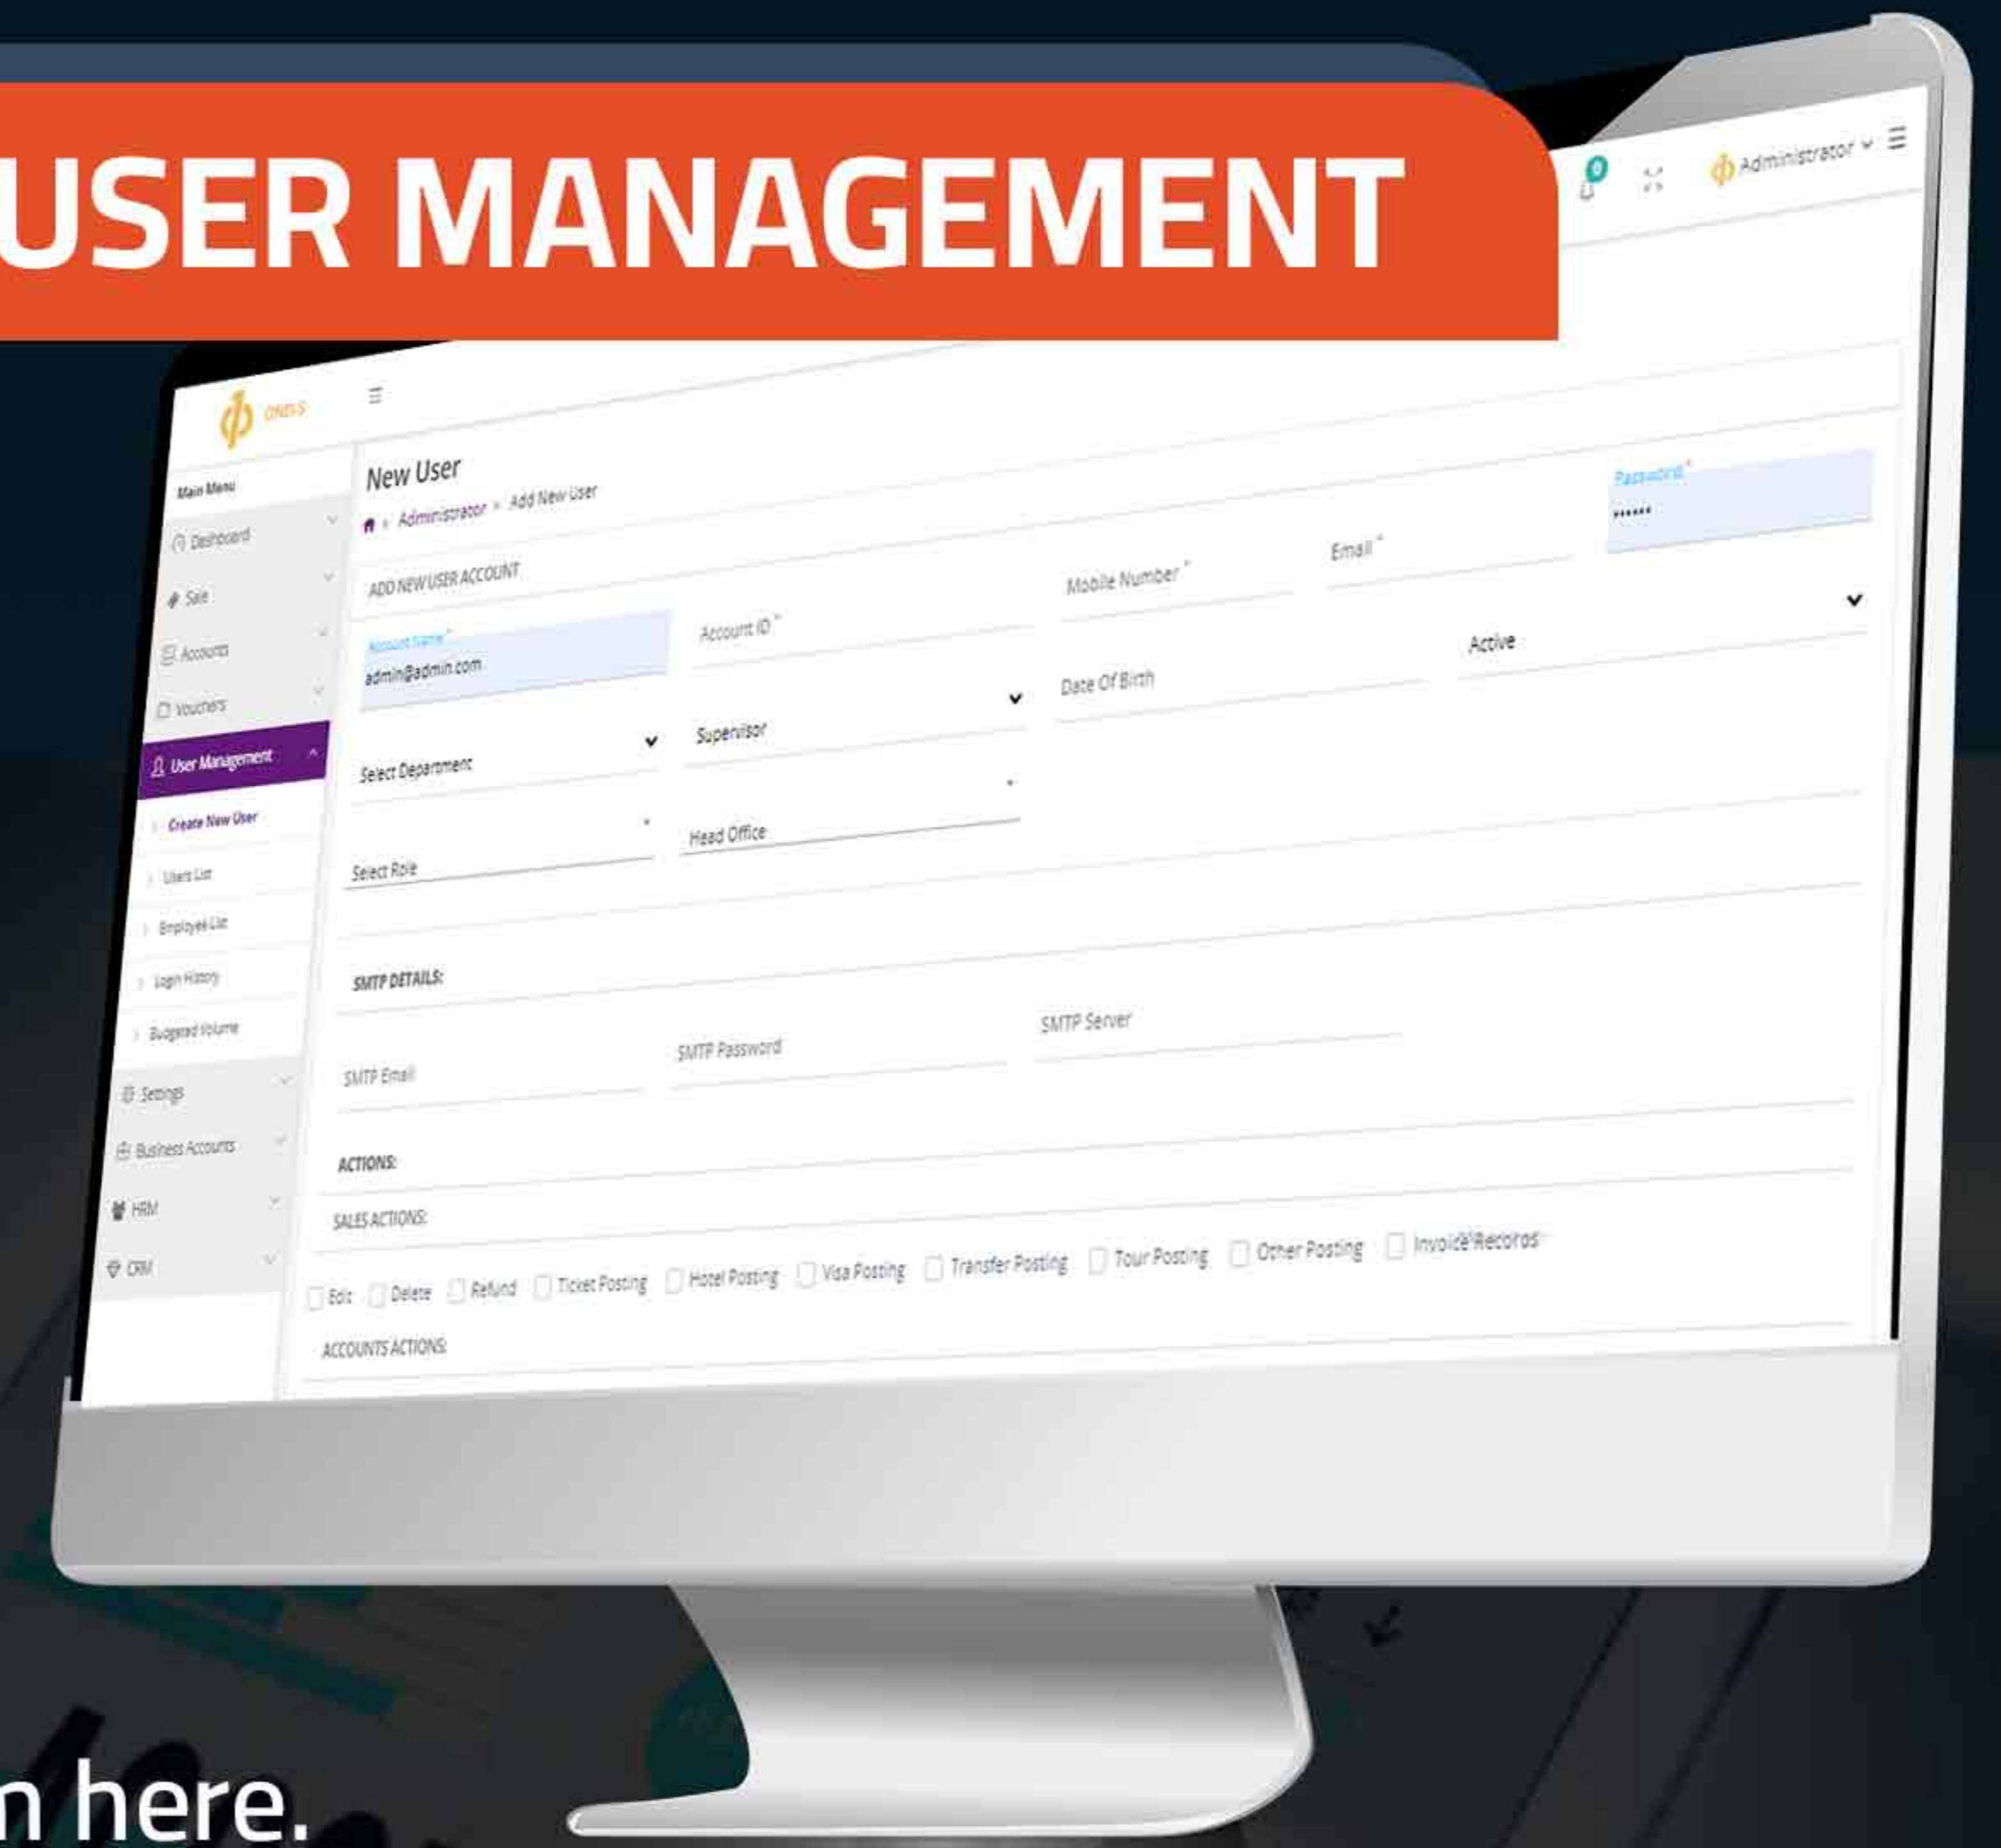 USER MANAGEMENT
0
Administrator
Main Menu
Dashboard
Sale
Accounts
Vouchers
User Management
Create New User
Users List
Employee List
Login History
Budgeted Volume
Settings
Business Accounts
HRM
CRM
New User
Administrator Add New User
ADD NEW USER ACCOUNT
Account Name * Account ID * Mobile Number * Email * Password *
admin@admin.com ••••••
Select Department Supervisor Date Of Birth Active
Select Role Head Office
SMTP DETAILS:
SMTP Email SMTP Password SMTP Server
ACTIONS:
SALES ACTIONS:
Edit Delete Refund Ticket Posting Hotel Posting Visa Posting Transfer Posting Tour Posting Other Posting Invoice Records
ACCOUNTS ACTIONS:
here.